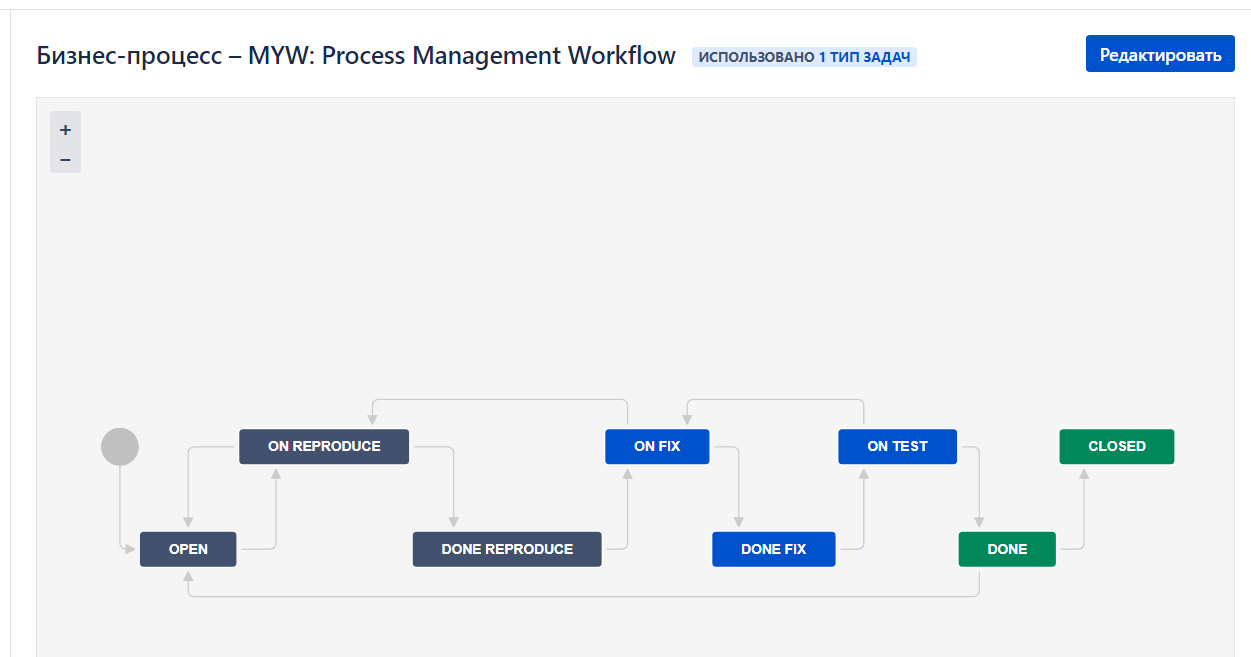 Бизнес-процесс – MYW: Process Management Workflow ИСПОЛЬЗОВАНО 1 ТИП ЗАДАЧ Редактировать
+
−
ON REPRODUCE ON FIX ON TEST CLOSED
OPEN DONE REPRODUCE DONE FIX DONE